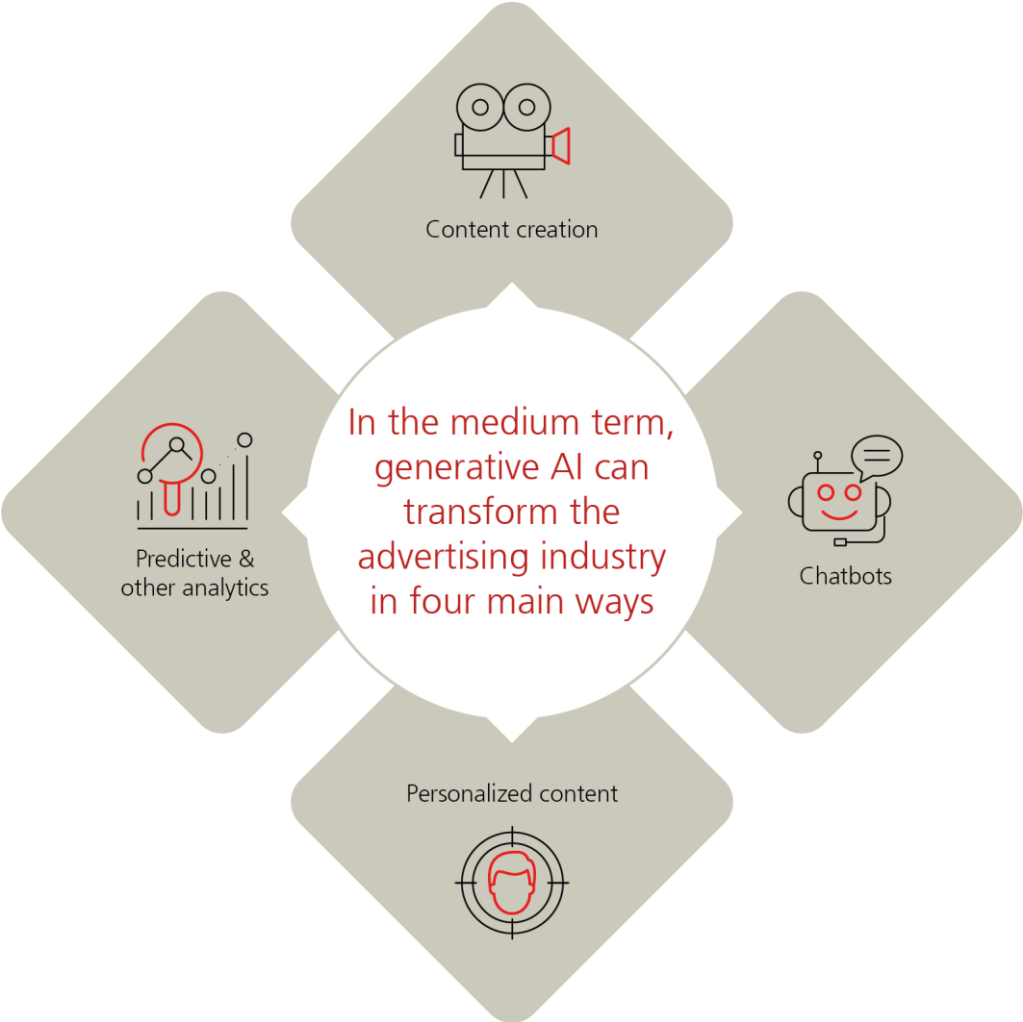 Content creation
In the medium term,
generative AI can
transform the
advertising industry
in four main ways
Predictive &
other analytics
Chatbots
Personalized content